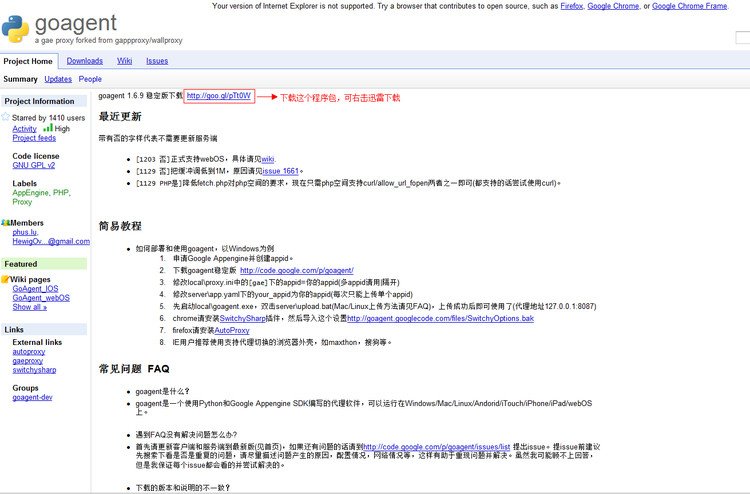 Your version of Internet Explorer is not supported. Try a browser that contributes to open source, such as Firefox, Google Chrome, or Google Chrome Frame.
goagent
a gae proxy forked from gappproxy/wallproxy
Project Home Downloads Wiki Issues
Summary Updates People
Project Information
Starred by 1410 users
Activity High
Project feeds
Code license
GNU GPL v2
Labels
AppEngine, PHP,
Proxy
Members
phus.lu,
HewigOv...@gmail.com
Featured
Wiki pages
GoAgent_IOS
GoAgent_webOS
Show all »
Links
External links
autoproxy
gaeproxy
switchysharp
Groups
goagent-dev
goagent 1.6.9 稳定版下载 http://goo.gl/pTt0W 下载这个程序包，可右击迅雷下载
最近更新
带有否的字样代表不需要更新服务端
[1203 否]正式支持webOS，具体请见wiki.
[1129 否]把缓冲调低到1M，原因请见issue 1661。
[1129 PHP是]降低fetch.php对php空间的要求，现在只需php空间支持curl/allow_url_fopen两者之一即可(都支持的话尝试使用curl)。
简易教程
如何部署和使用goagent，以Windows为例
1. 申请Google Appengine并创建appid。
2. 下载goagent稳定版 http://code.google.com/p/goagent/
3. 修改local\proxy.ini中的[gae]下的appid=你的appid(多appid请用|隔开)
4. 修改server\app.yaml下的your_appid为你的appid(每次只能上传单个appid)
5. 先启动local\goagent.exe，双击server\upload.bat(Mac/Linux上传方法请见FAQ)，上传成功后即可使用了(代理地址127.0.0.1:8087)
6. chrome请安装SwitchySharp插件，然后导入这个设置http://goagent.googlecode.com/files/SwitchyOptions.bak
7. firefox请安装AutoProxy
8. IE用户推荐使用支持代理切换的浏览器外壳，如maxthon，搜狗等。
常见问题 FAQ
goagent是什么？
goagent是一个使用Python和Google Appengine SDK编写的代理软件，可以运行在Windows/Mac/Linux/Andorid/iTouch/iPhone/iPad/webOS
上。
遇到FAQ没有解决问题怎么办?
首先请更新客户端和服务端到最新版(见首页)，如果还有问题的话请到http://code.google.com/p/goagent/issues/list 提出issue。提issue前建议
先搜索下看是否是重复的问题，请尽量描述问题产生的原因，配置情况，网络情况等，这样有助于重现问题并解决。虽然我可能顾不上回答，
但是我保证每个issue都会看的并尝试解决的。
下载的版本和说明的不一致？